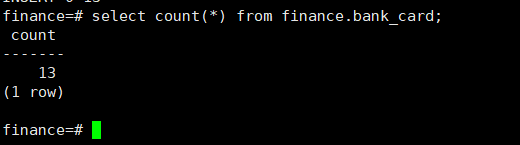 finance=# select count(*) from finance.bank_card;
count
-------
13
(1 row)
finance=#